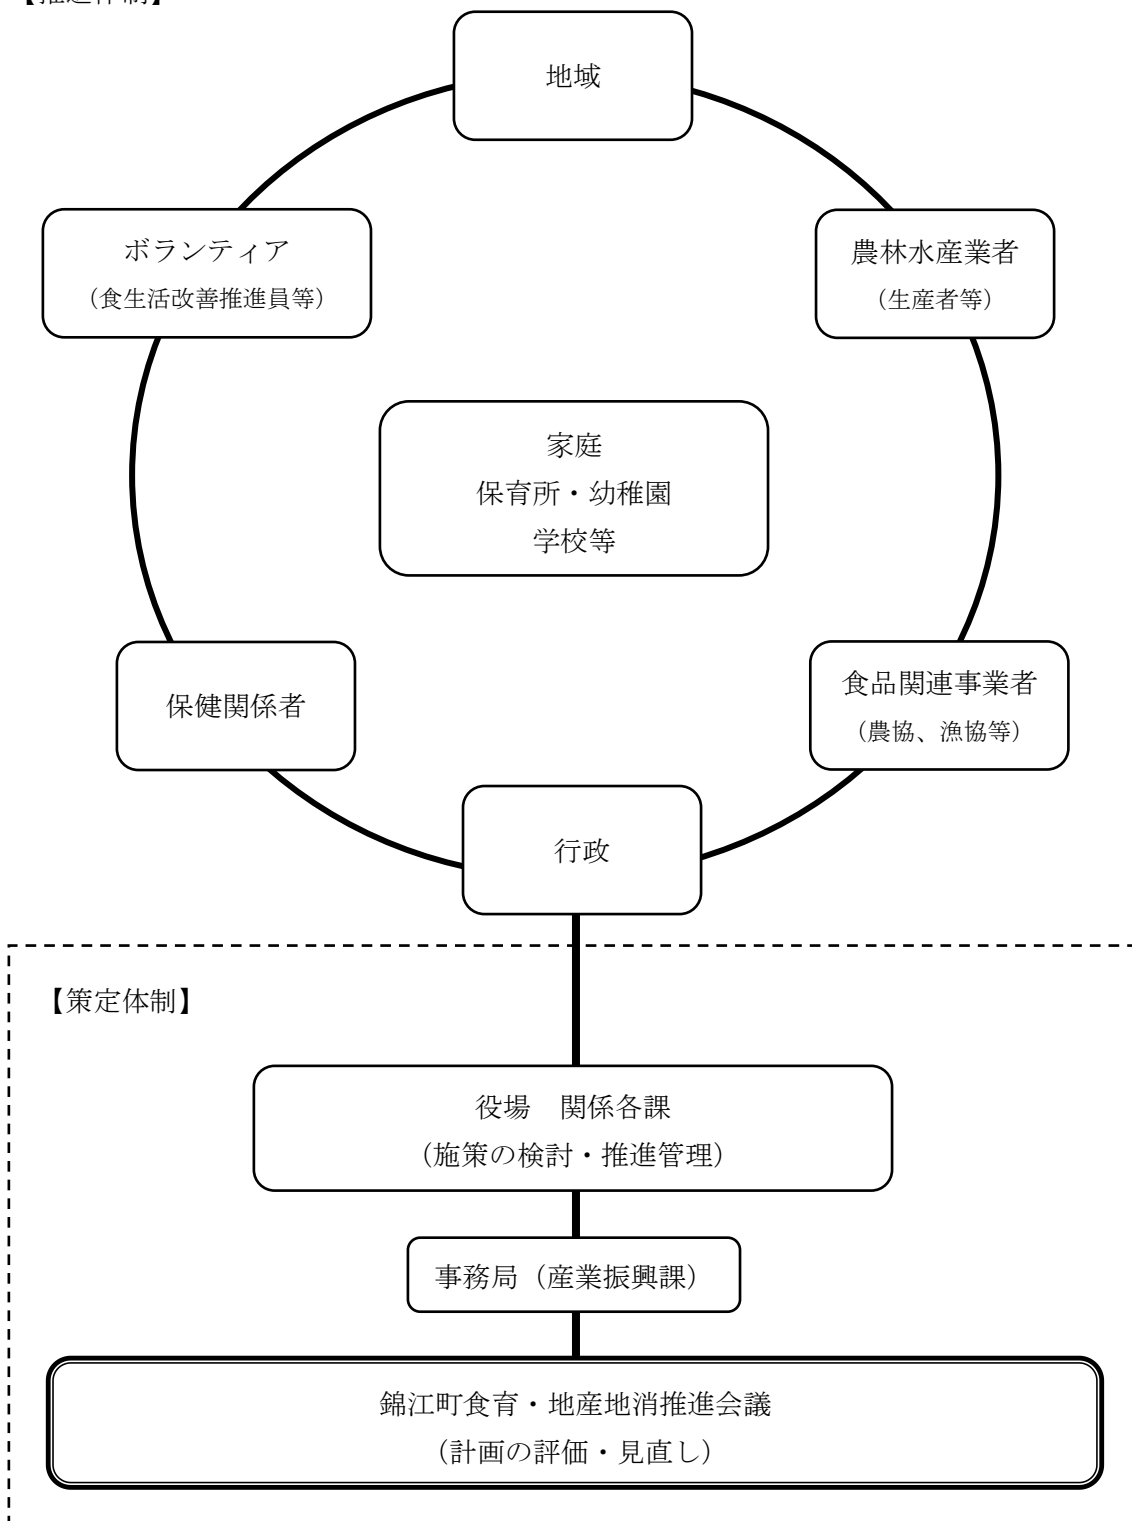 【推進体制】
地域
ボランティア
（食生活改善推進員等）
農林水産業者
（生産者等）
家庭
保育所・幼稚園
学校等
保健関係者
食品関連事業者
（農協、漁協等）
行政
【策定体制】
役場　関係各課
（施策の検討・推進管理）
事務局（産業振興課）
錦江町食育・地産地消推進会議
（計画の評価・見直し）